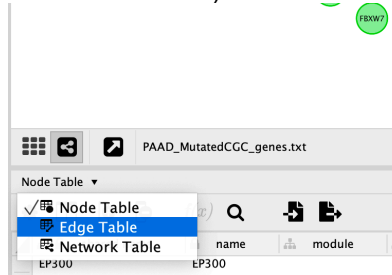 FBXW7
PAAD_MutatedCGC_genes.txt
Node Table ▼
✓ Node Table
Edge Table
Network Table
name module
EP300 EP300